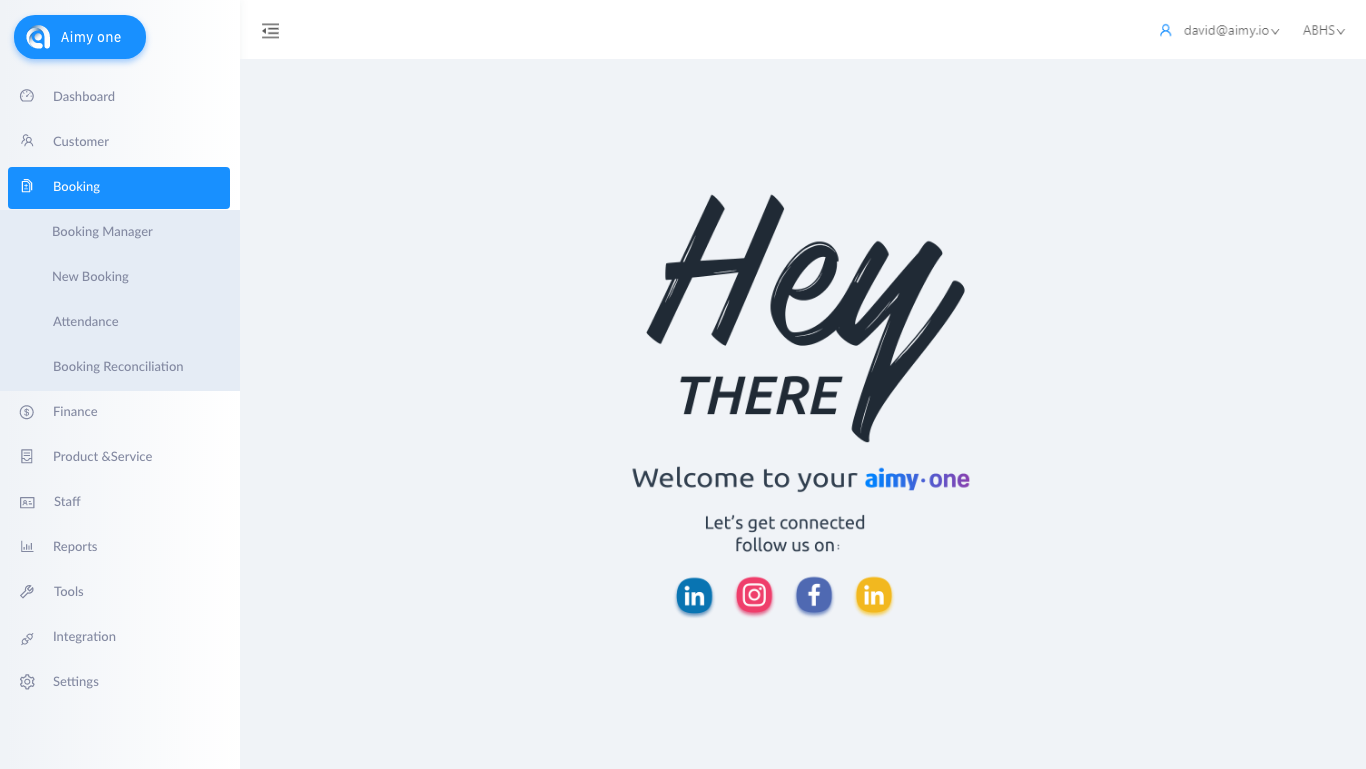 Aimy one
david@aimy.io
ABHS
Dashboard
Customer
Booking
Booking Manager
New Booking
Attendance
Booking Reconciliation
Finance
Product &Service
Staff
Reports
Tools
Integration
Settings
Hey
THERE
Welcome to your aimy·one
Let's get connected
follow us on:
in
f
in